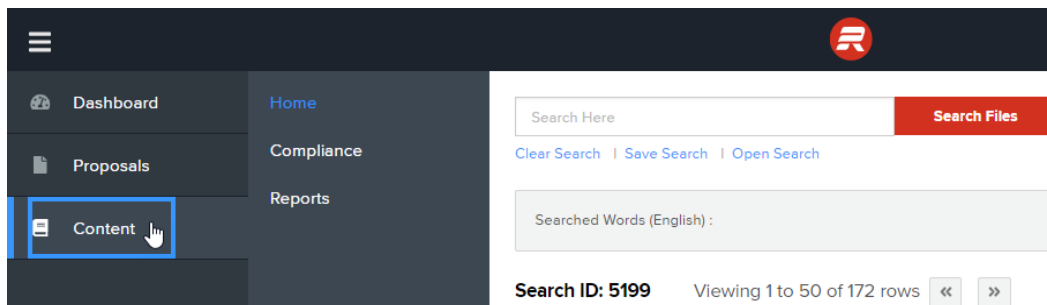 Dashboard
Proposals
Content
Home
Compliance
Reports
Search Here
Search Files
Clear Search | Save Search | Open Search
Searched Words (English) :
Search ID: 5199 Viewing 1 to 50 of 172 rows « »